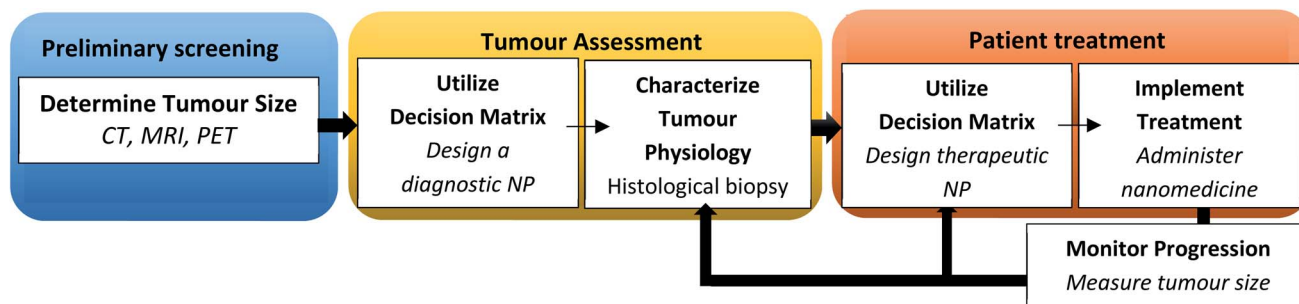 Preliminary screening
Determine Tumour Size
CT, MRI, PET
Tumour Assessment
Utilize
Decision Matrix
Design a
diagnostic NP
Characterize
Tumour
Physiology
Histological biopsy
Patient treatment
Utilize
Decision Matrix
Design therapeutic
NP
Implement
Treatment
Administer
nanomedicine
Monitor Progression
Measure tumour size